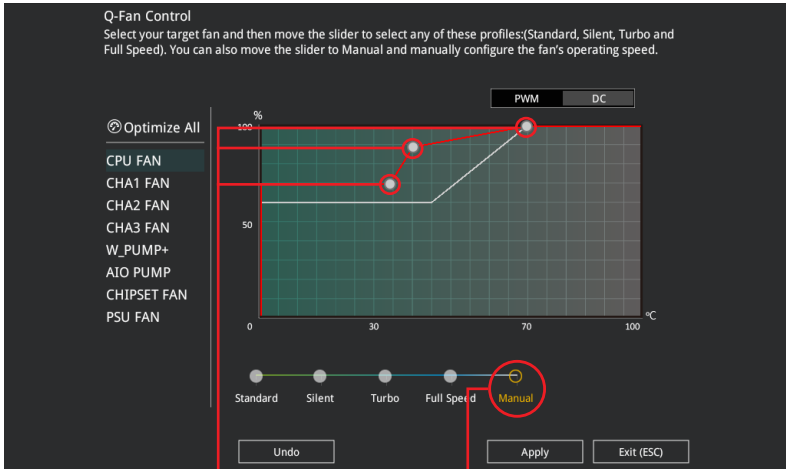 Q-Fan Control
Select your target fan and then move the slider to select any of these profiles:(Standard, Silent, Turbo and
Full Speed). You can also move the slider to Manual and manually configure the fan's operating speed.
PWM DC
Optimize All
CPU FAN
CHA1 FAN
CHA2 FAN
CHA3 FAN
W_PUMP+
AIO PUMP
CHIPSET FAN
PSU FAN
%
100
50
0 30 70 100
ºC
Standard Silent Turbo Full Speed Manual
Undo Apply Exit (ESC)